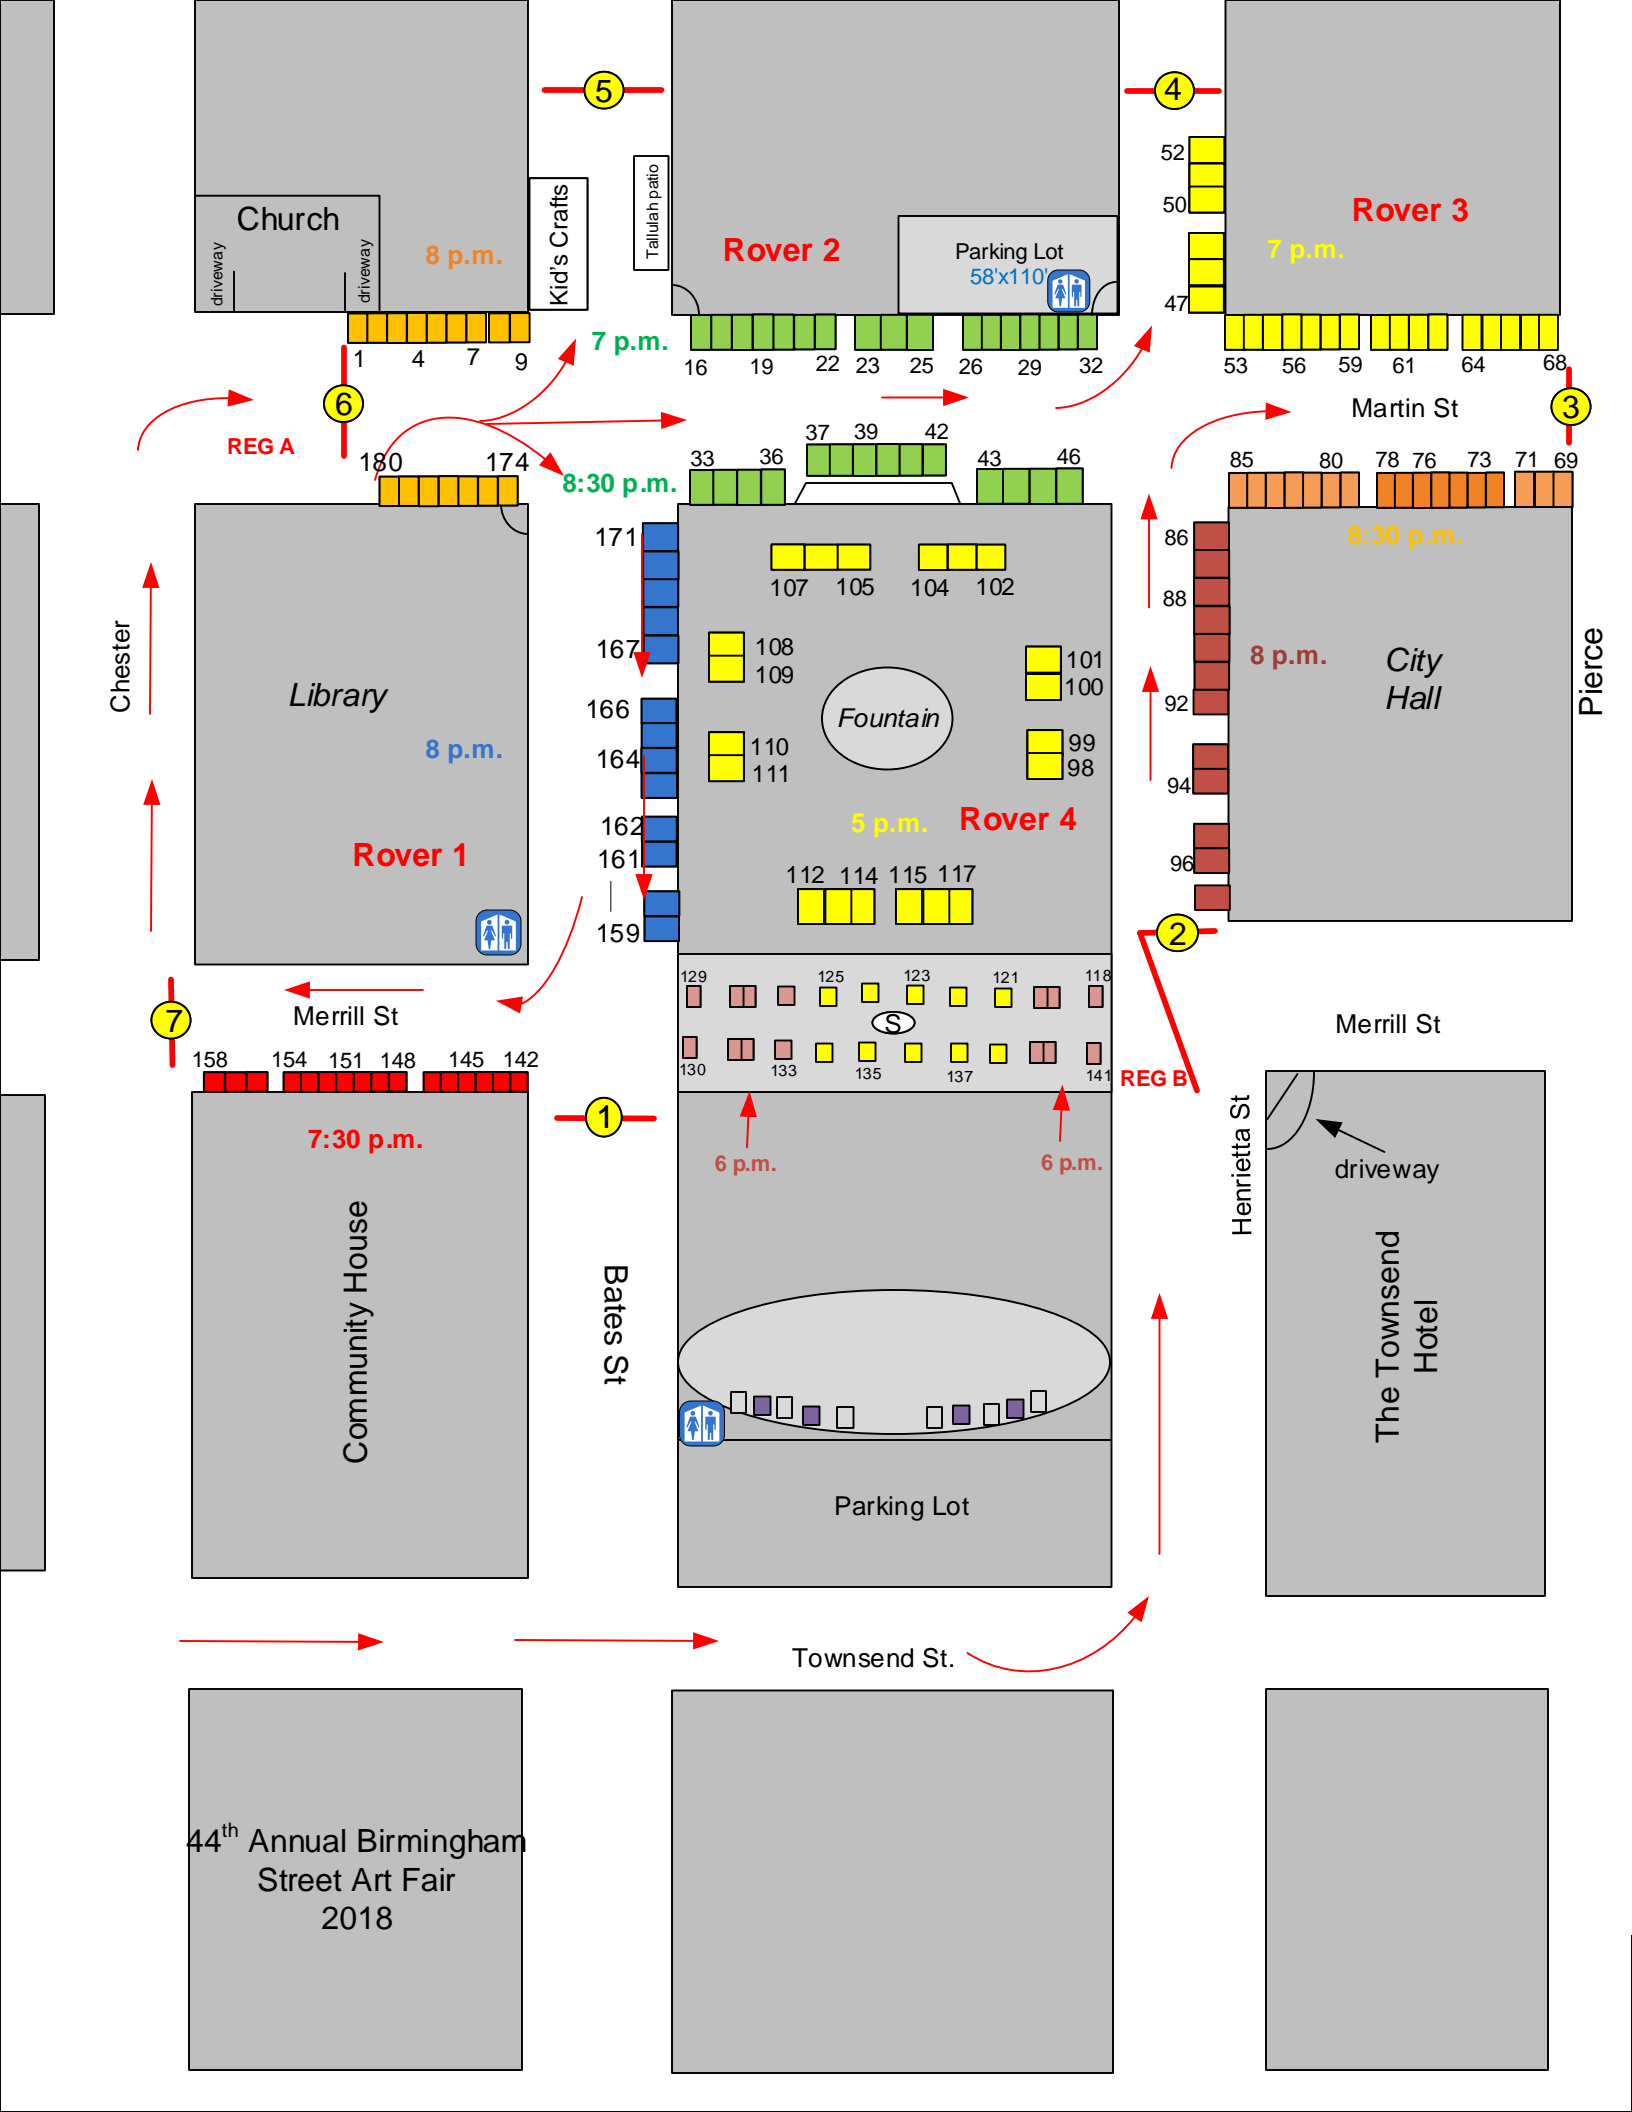 5
4
52
50
47
Church
driveway
driveway
8 p.m.
Kid's Crafts
Tallulah patio
Rover 2
Parking Lot
58'x110'
Rover 3
7 p.m.
1
4
7
9
7 p.m.
16
19
22
23
25
26
29
32
53
56
59
61
64
68
6
REG A
Martin St
3
180
174
8:30 p.m.
33
36
37
39
42
43
46
85
80
78
76
73
71
69
171
167
166
164
162
161
159
107
105
104
102
108
109
101
100
Fountain
110
111
99
98
5 p.m.
Rover 4
112
114
115
117
86
88
92
94
96
8:30 p.m.
8 p.m.
City
Hall
Pierce
Chester
Library
8 p.m.
Rover 1
2
7
Merrill St
129
125
123
121
118
S
130
133
135
137
141
REG B
Merrill St
158
154
151
148
145
142
1
7:30 p.m.
6 p.m.
6 p.m.
Henrietta St
driveway
Community House
Bates St
The Townsend
Hotel
Parking Lot
Townsend St.
44th Annual Birmingham
Street Art Fair
2018